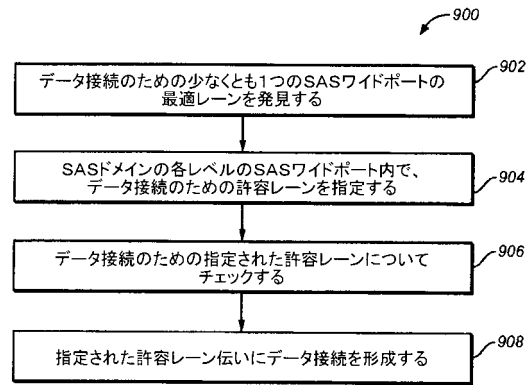 900
データ接続のための少なくとも1つのSASワイドポートの
最適レーンを発見する
902
SASドメインの各レベルのSASワイドポート内で、
データ接続のための許容レーンを指定する
904
データ接続のための指定された許容レーンについて
チェックする
906
指定された許容レーン伝いにデータ接続を形成する
908